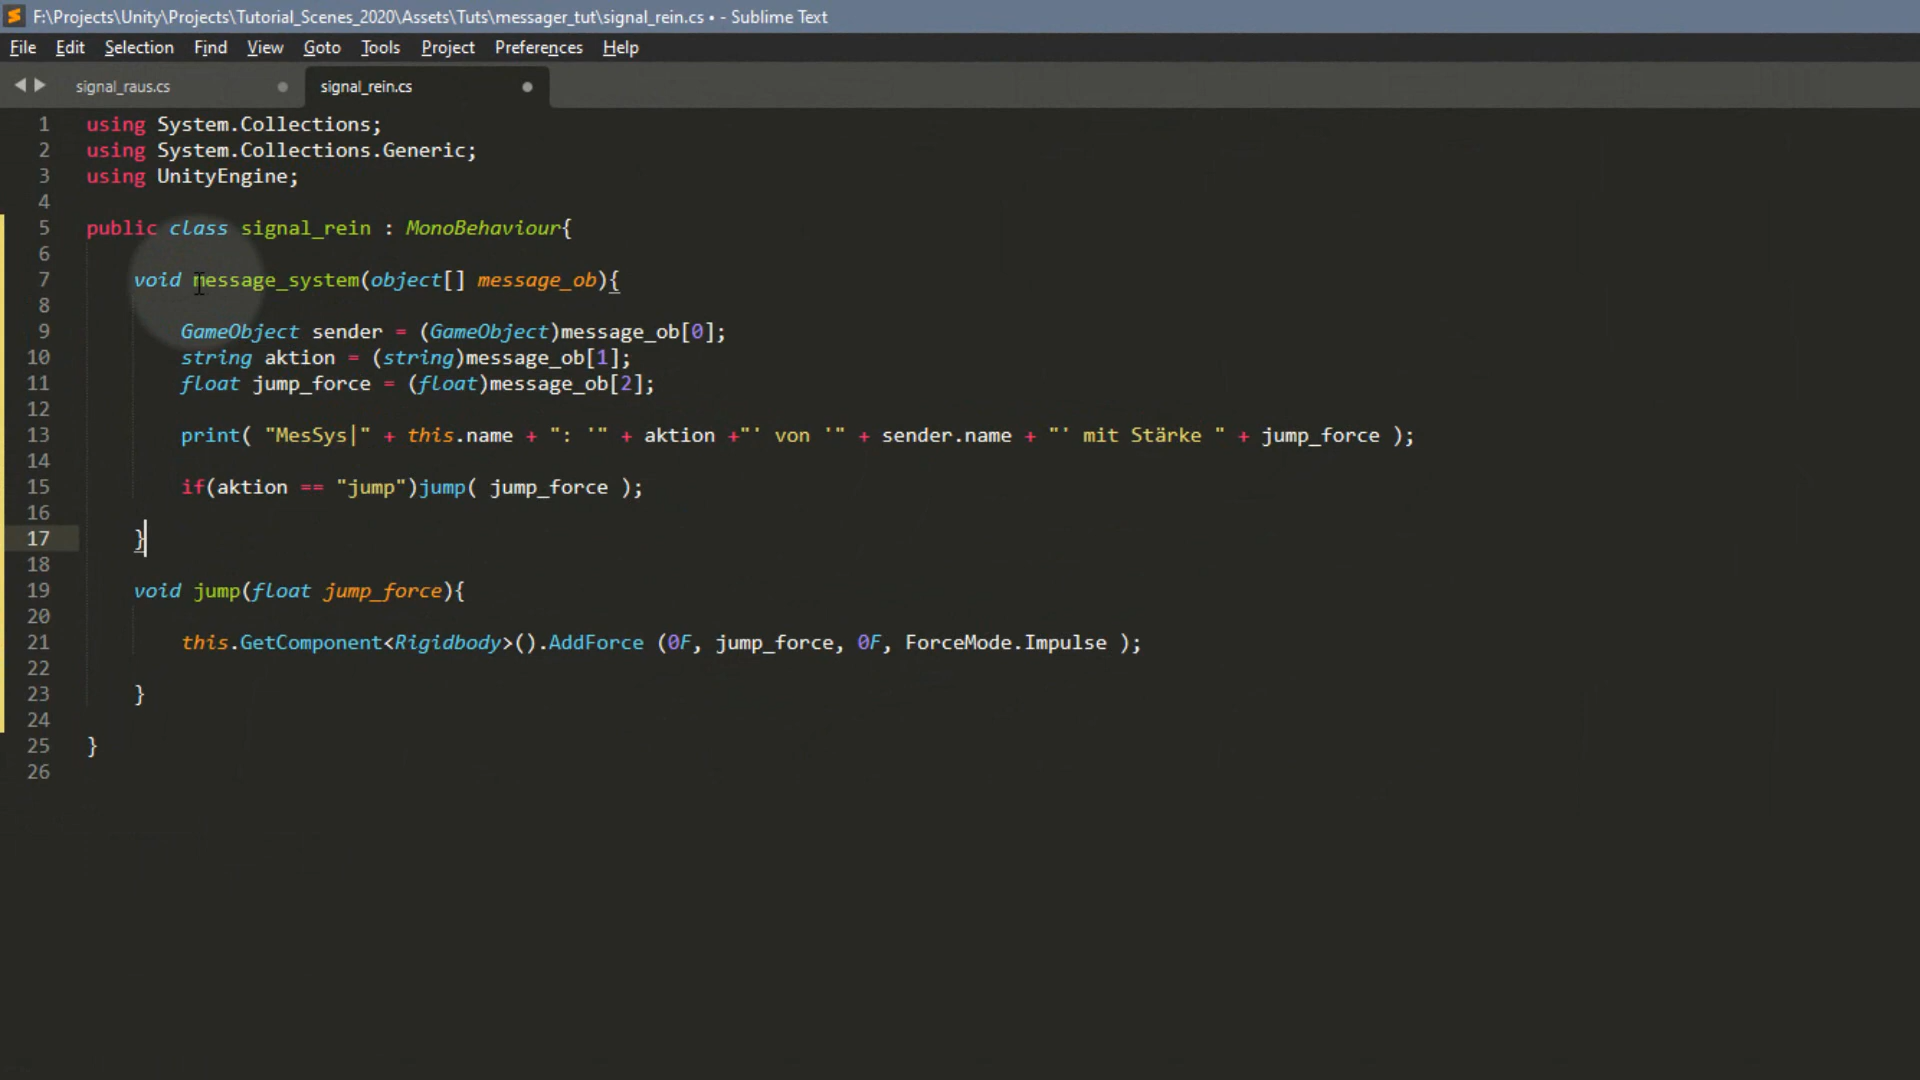 F:\Projects\Unity\Projects\Tutorial_Scenes_2020\Assets\Tuts\messager_tut\signal_rein.cs • - Sublime Text
File Edit Selection Find View Goto Tools Project Preferences Help
signal_raus.cs signal_rein.cs
1 using System.Collections;
2 using System.Collections.Generic;
3 using UnityEngine;
4
5 public class signal_rein : MonoBehaviour{
6
7 void message_system(object[] message_ob){
8
9 GameObject sender = (GameObject)message_ob[0];
10 string aktion = (string)message_ob[1];
11 float jump_force = (float)message_ob[2];
12
13 print( "MesSys|" + this.name + ": '" + aktion +"' von '" + sender.name + "' mit Stärke " + jump_force );
14
15 if(aktion == "jump")jump( jump_force );
16
17 }
18
19 void jump(float jump_force){
20
21 this.GetComponent<Rigidbody>().AddForce (0F, jump_force, 0F, ForceMode.Impulse );
22
23 }
24
25 }
26